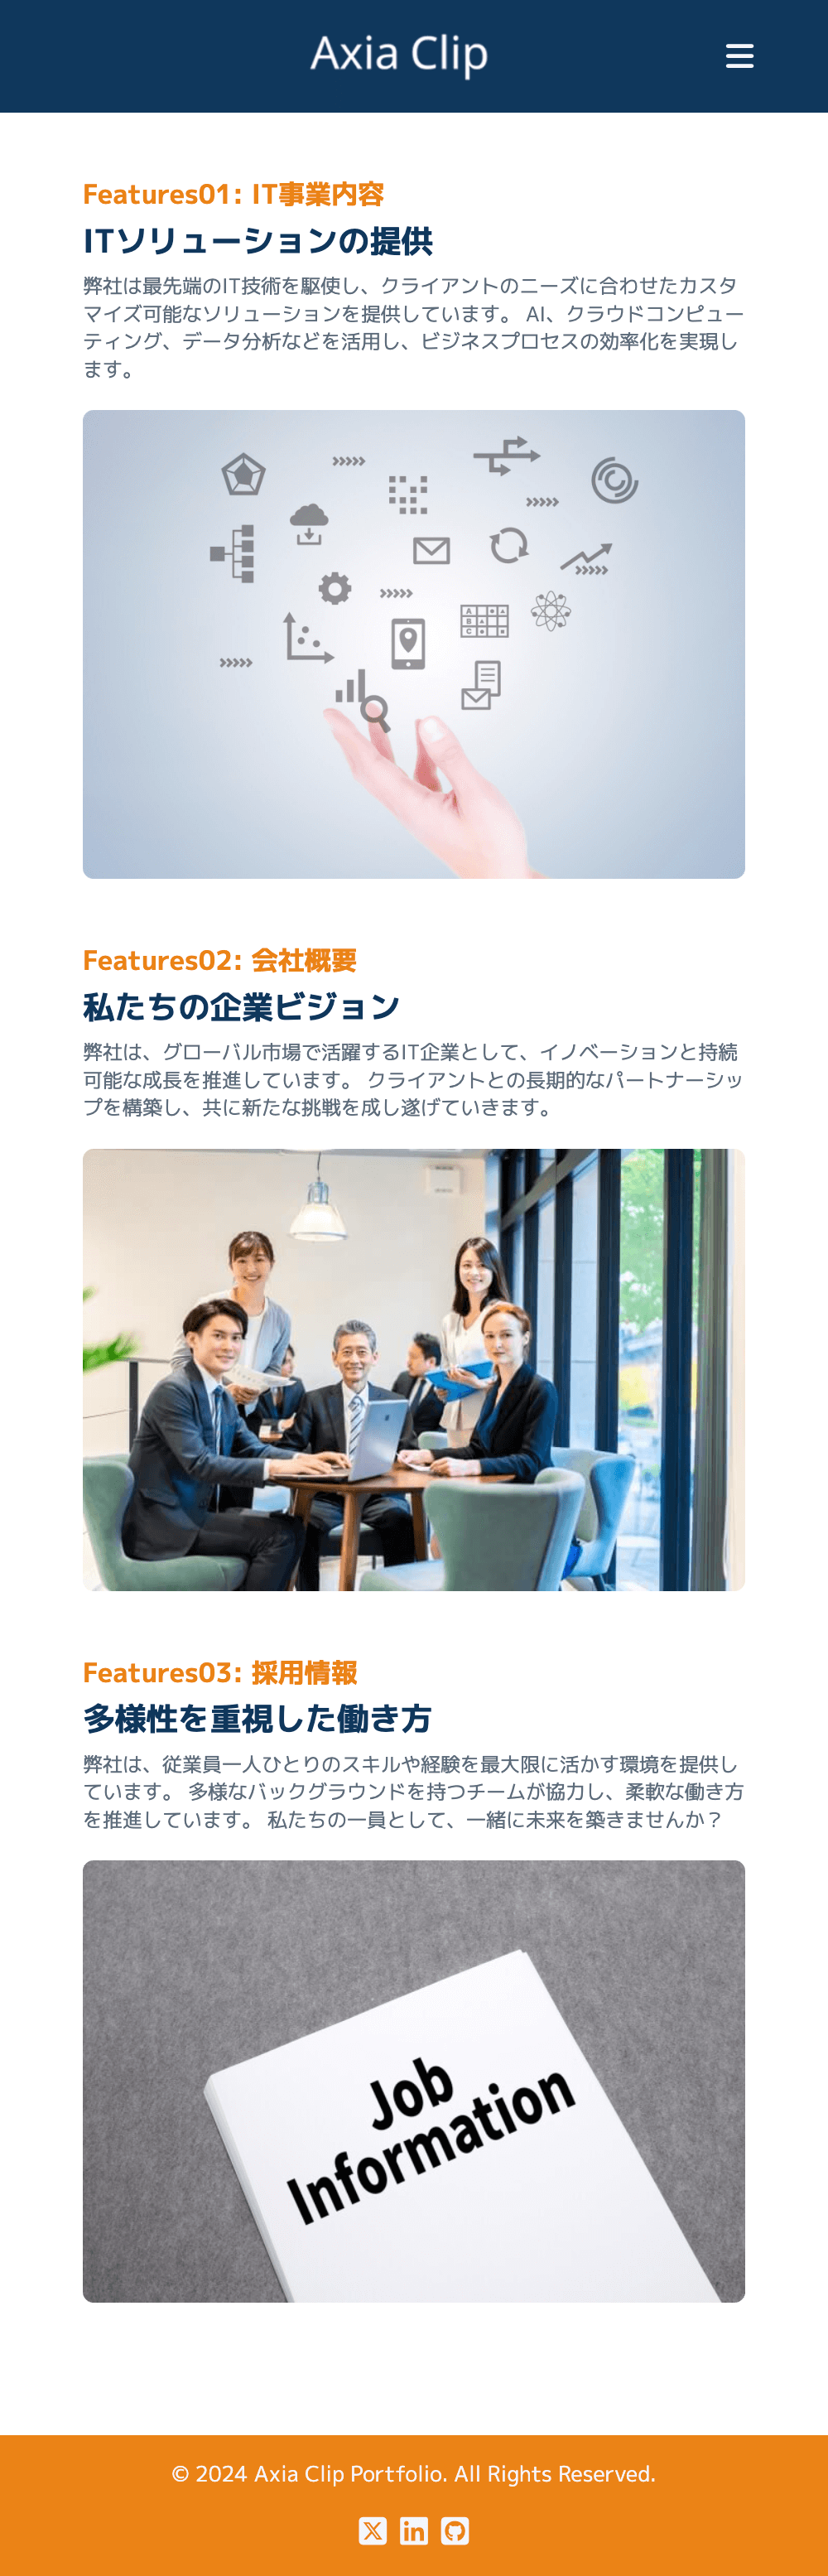 Axia Clip
Features01: IT事業内容
ITソリューションの提供
弊社は最先端のIT技術を駆使し、クライアントのニーズに合わせたカスタ
マイズ可能なソリューションを提供しています。 AI、クラウドコンピュー
ティング、データ分析などを活用し、ビジネスプロセスの効率化を実現し
ます。
A
B
C
Features02: 会社概要
私たちの企業ビジョン
弊社は、グローバル市場で活躍するIT企業として、イノベーションと持続
可能な成長を推進しています。 クライアントとの長期的なパートナーシッ
プを構築し、共に新たな挑戦を成し遂げていきます。
Features03: 採用情報
多様性を重視した働き方
弊社は、従業員一人ひとりのスキルや経験を最大限に活かす環境を提供し
ています。 多様なバックグラウンドを持つチームが協力し、柔軟な働き方
を推進しています。 私たちの一員として、一緒に未来を築きませんか？
Job
Information
© 2024 Axia Clip Portfolio. All Rights Reserved.
X in